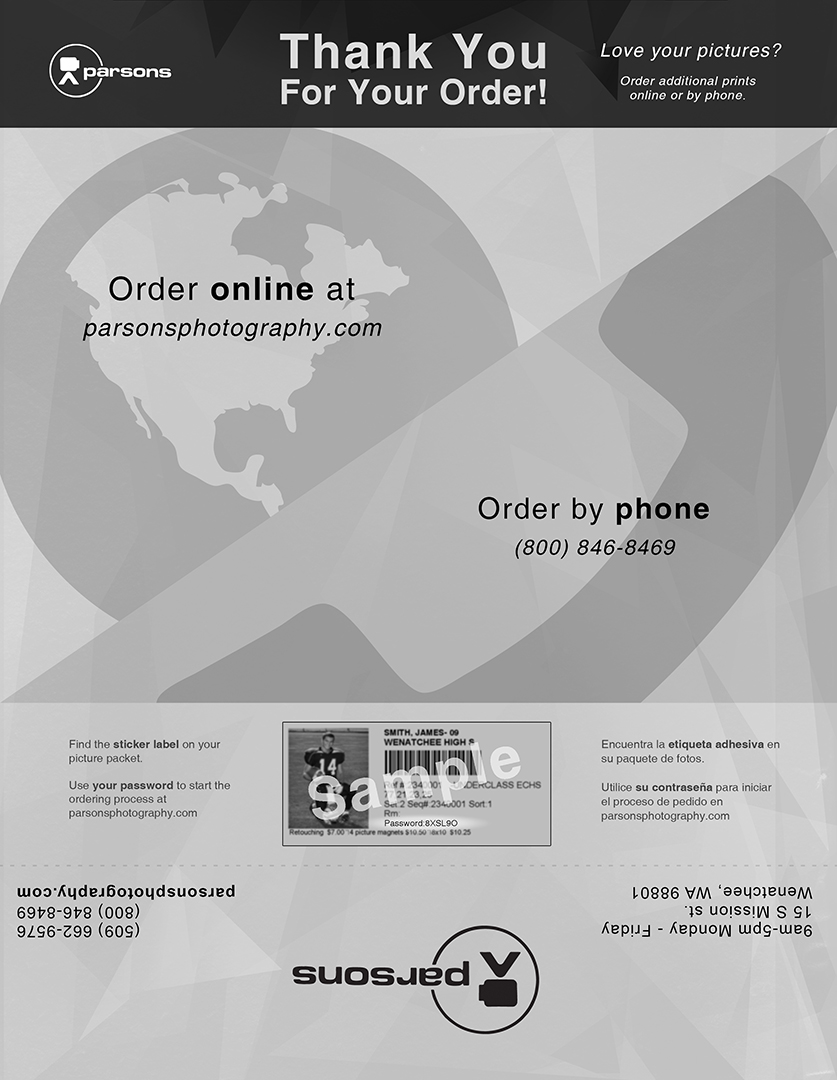 parsons
Thank You
For Your Order!
Love your pictures?
Order additional prints
online or by phone.
Order online at
parsonsphotography.com
Order by phone
(800) 846-8469
Find the sticker label on your
picture packet.
Use your password to start the
ordering process at
parsonsphotography.com
SMITH, JAMES- 09
WENATCHEE HIGH S
14
Sample
Set:2 Seq#:2340001 Sort:1
Rm:
Password:8XSL9O
Retouching $7.00 14 picture magnets $10.50 18x10 $10.25
Encuentra la etiqueta adhesiva en
su paquete de fotos.
Utilice su contraseña para iniciar
el proceso de pedido en
parsonsphotography.com
parsons
9am-5pm Monday - Friday
15 S Mission st.
Wenatchee, WA 98801
(509) 662-9576
(800) 846-8469
parsonsphotography.com